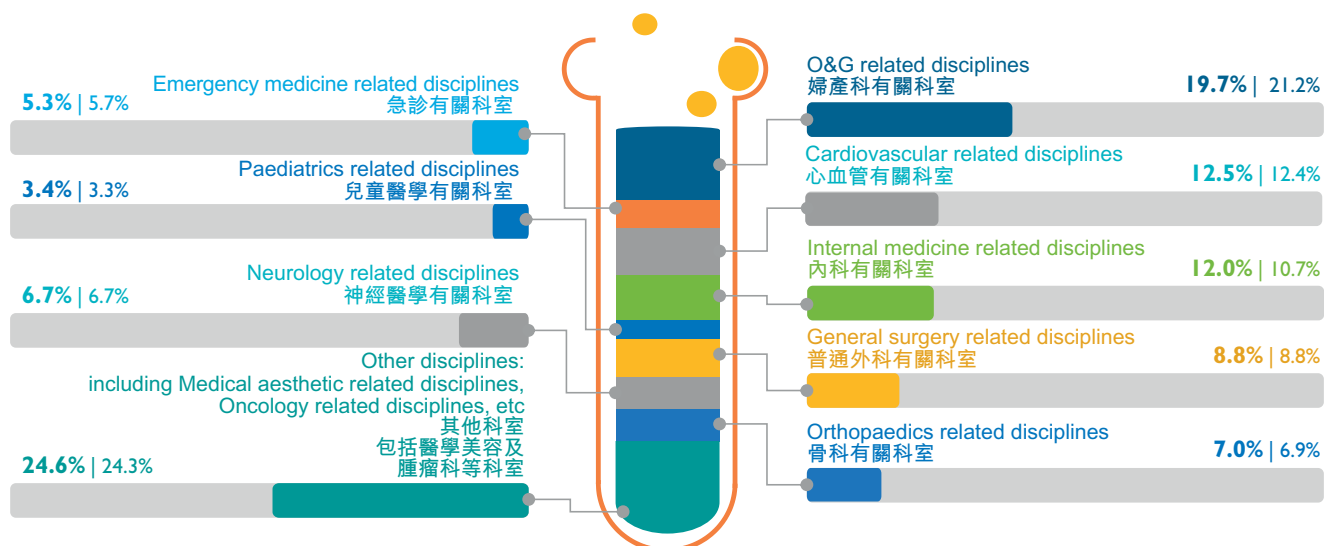 Emergency medicine related disciplines
急診有關科室
5.3% | 5.7%
Paediatrics related disciplines
兒童醫學有關科室
3.4% | 3.3%
Neurology related disciplines
神經醫學有關科室
6.7% | 6.7%
Other disciplines:
including Medical aesthetic related disciplines,
Oncology related disciplines, etc
其他科室
包括醫學美容及
腫瘤科等科室
24.6% | 24.3%
O&G related disciplines
婦產科有關科室
19.7% | 21.2%
Cardiovascular related disciplines
心血管有關科室
12.5% | 12.4%
Internal medicine related disciplines
內科有關科室
12.0% | 10.7%
General surgery related disciplines
普通外科有關科室
8.8% | 8.8%
Orthopaedics related disciplines
骨科有關科室
7.0% | 6.9%